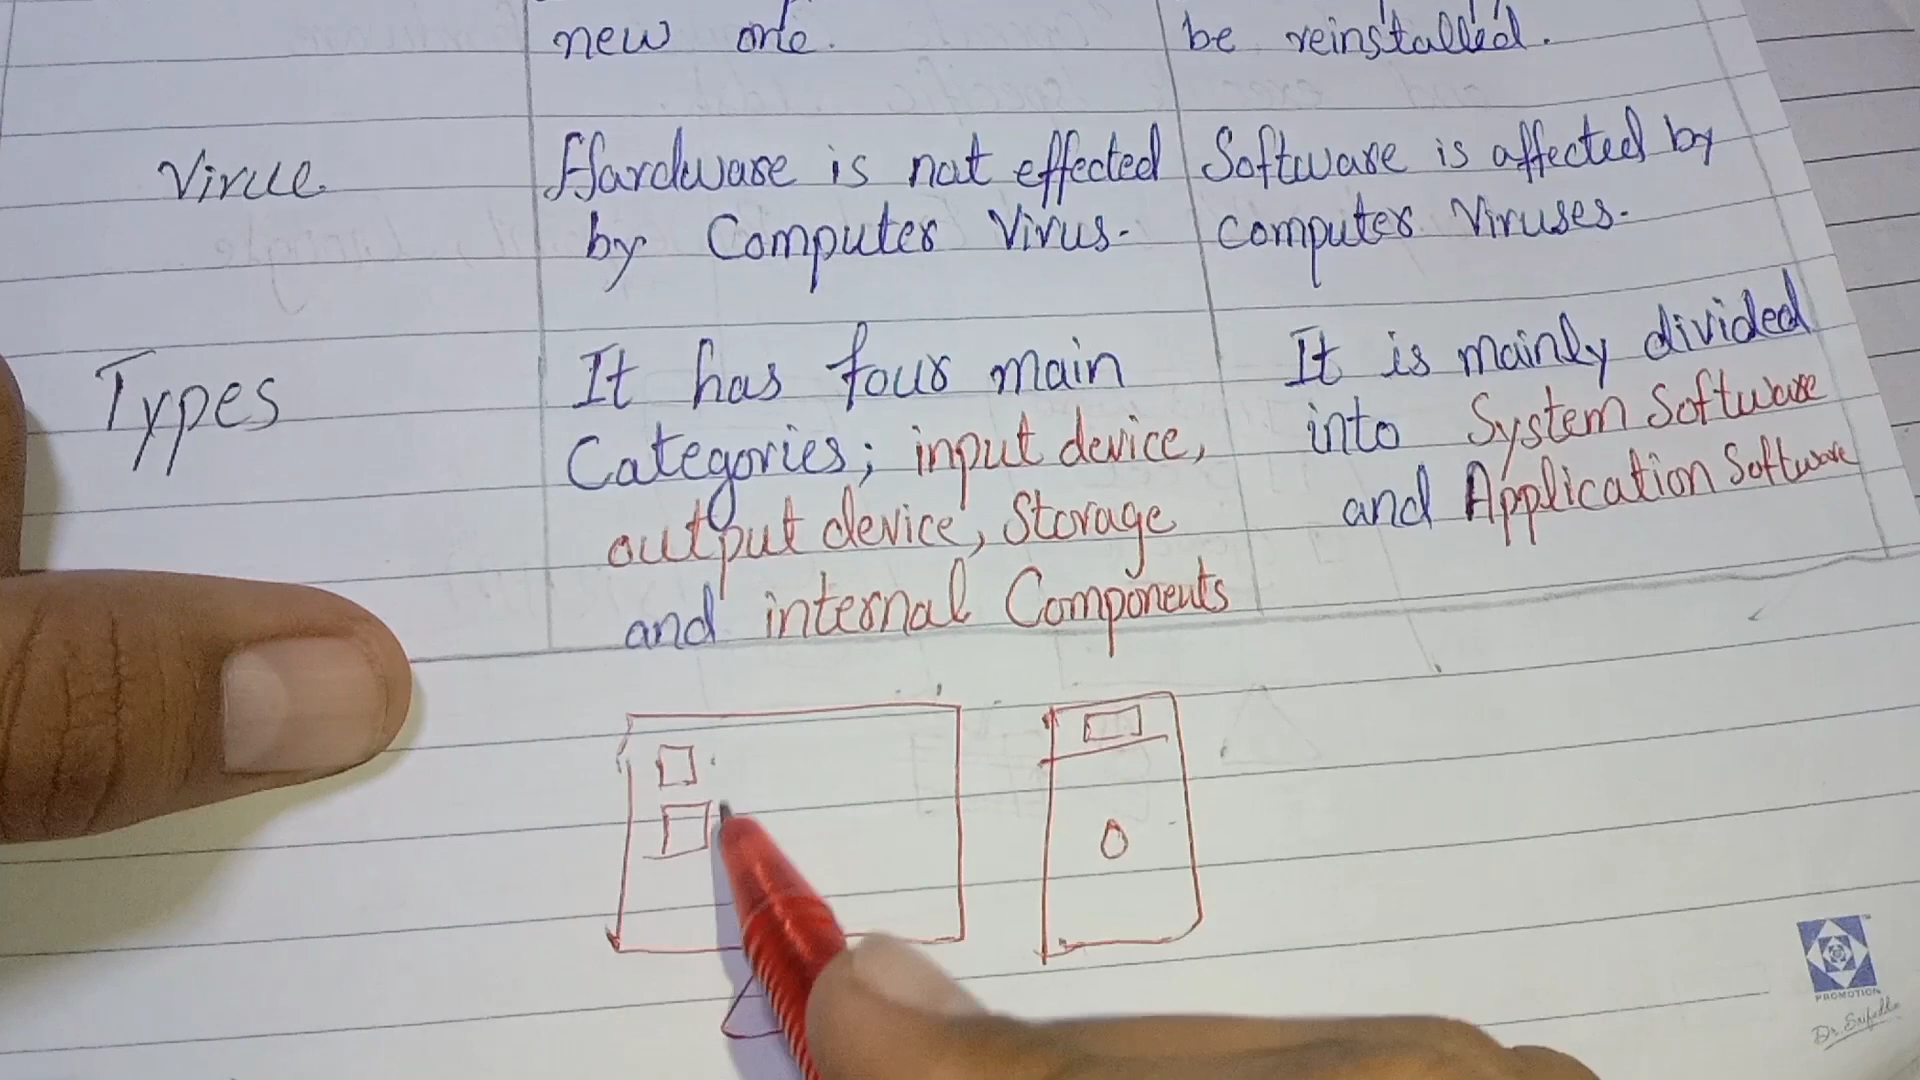 new one.
be reinstalled.
Virue
Hardware is not effected
by Computer Virus.
Software is affected by
computer Viruses.
Types
It has four main
Categories; input device,
output device, Storage
and internal Components
It is mainly divided
into System Software
and Application Software
PROMOTION